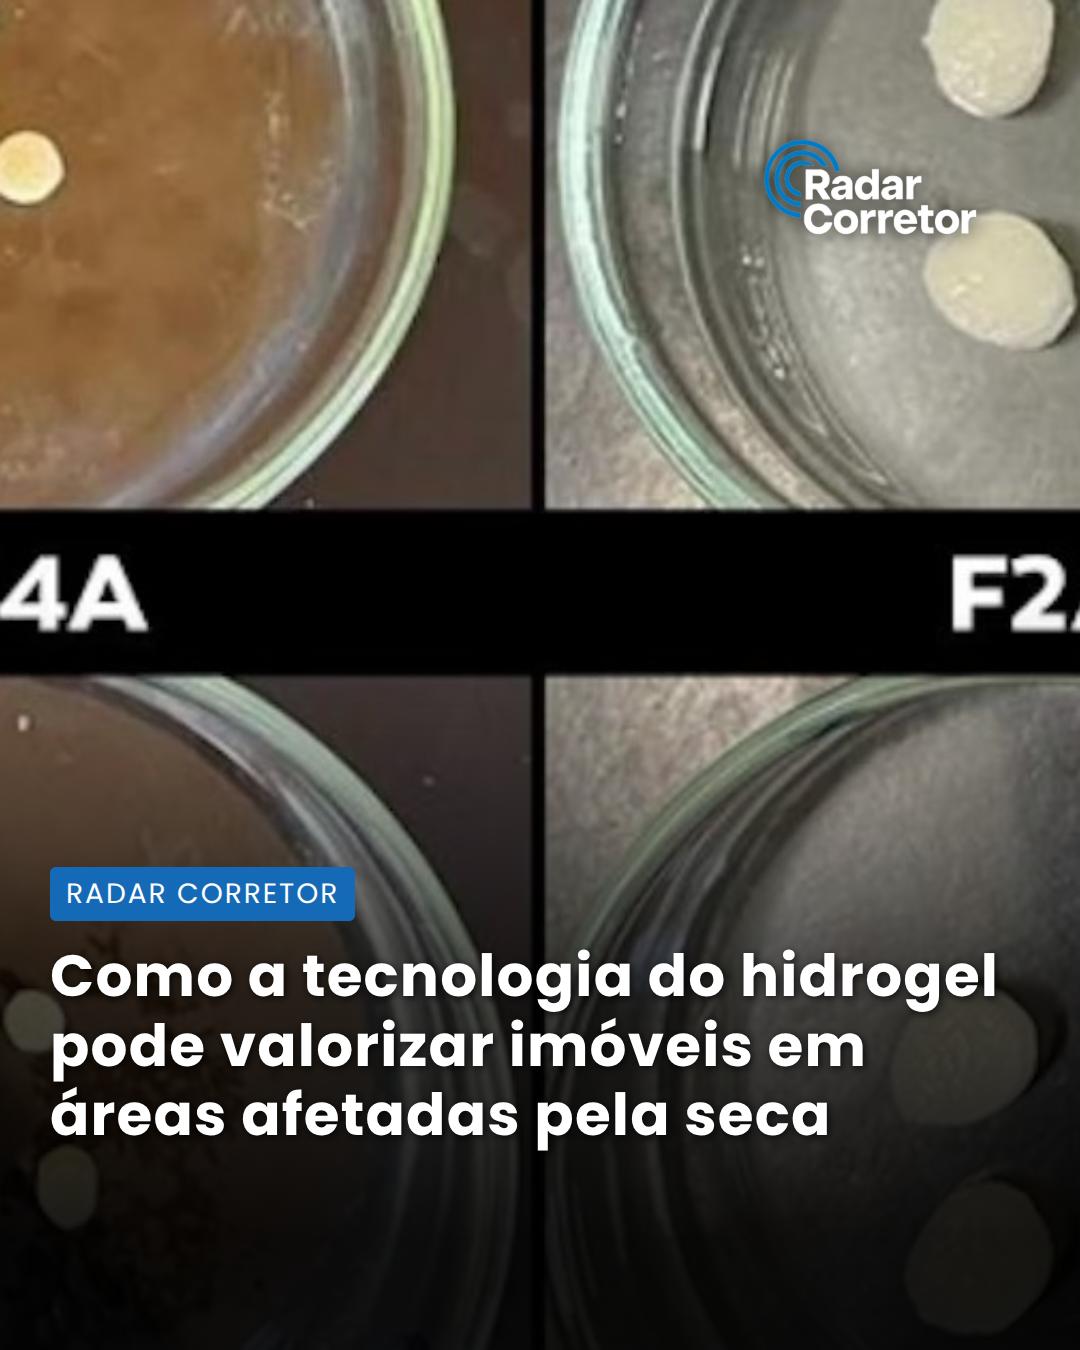 Radar
Corretor
4A
F2
RADAR CORRETOR
Como a tecnologia do hidrogel
pode valorizar imóveis em
áreas afetadas pela seca